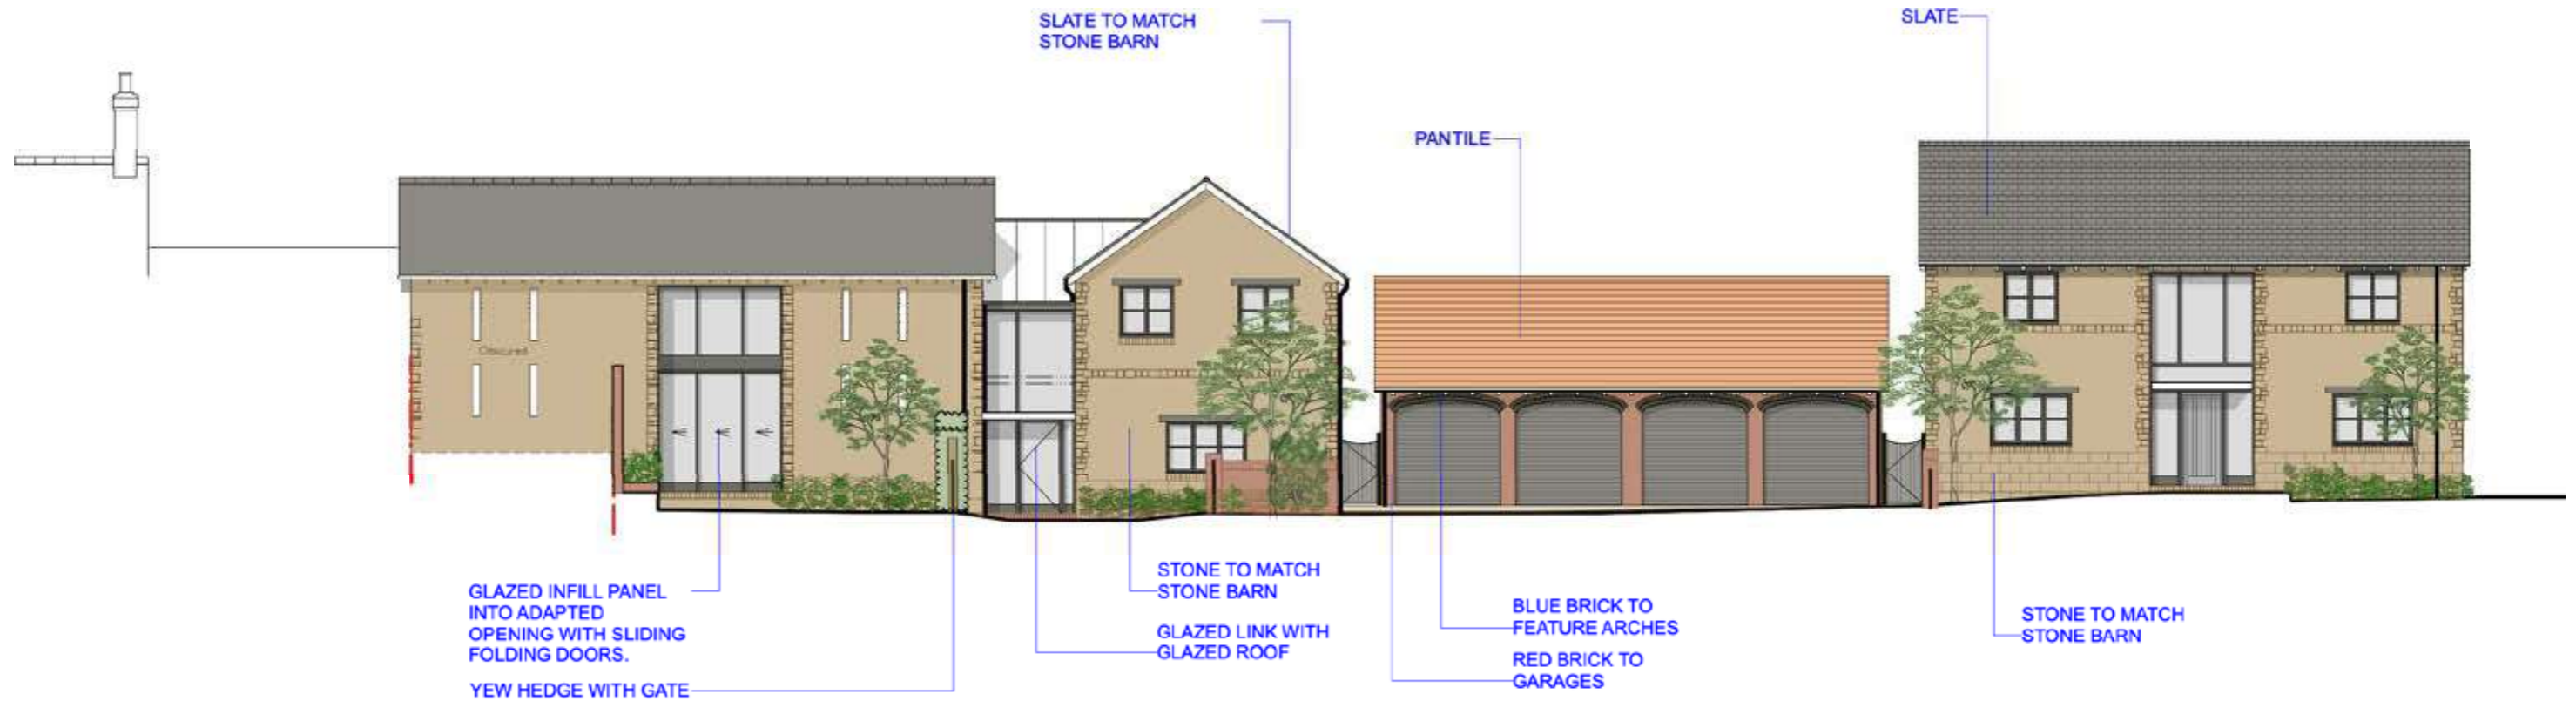 SLATE TO MATCH
STONE BARN
SLATE
PANTILE
Obscured
GLAZED INFILL PANEL
INTO ADAPTED
OPENING WITH SLIDING
FOLDING DOORS.
YEW HEDGE WITH GATE
STONE TO MATCH
STONE BARN
GLAZED LINK WITH
GLAZED ROOF
BLUE BRICK TO
FEATURE ARCHES
RED BRICK TO
GARAGES
STONE TO MATCH
STONE BARN